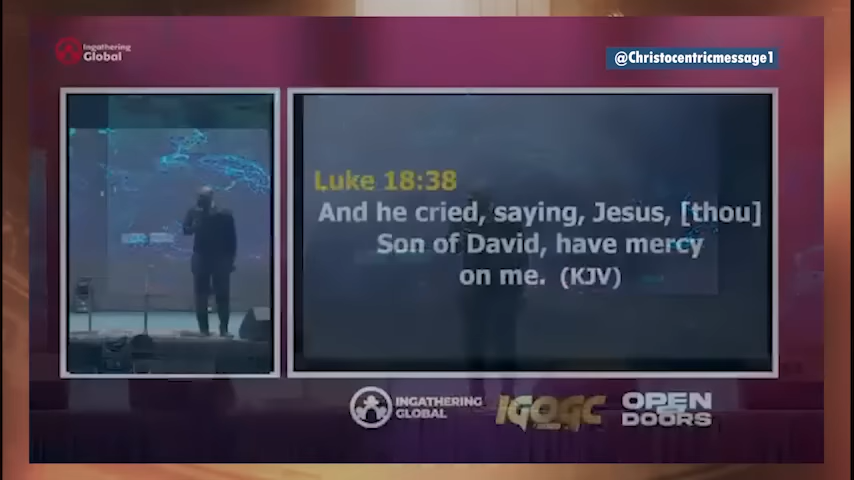 Ingathering
Global
@Christocentricmessage1
Luke 18:38
And he cried, saying, Jesus, [thou]
Son of David, have mercy
on me. (KJV)
INGATHERING
GLOBAL
IGOGC
OPEN
DOORS